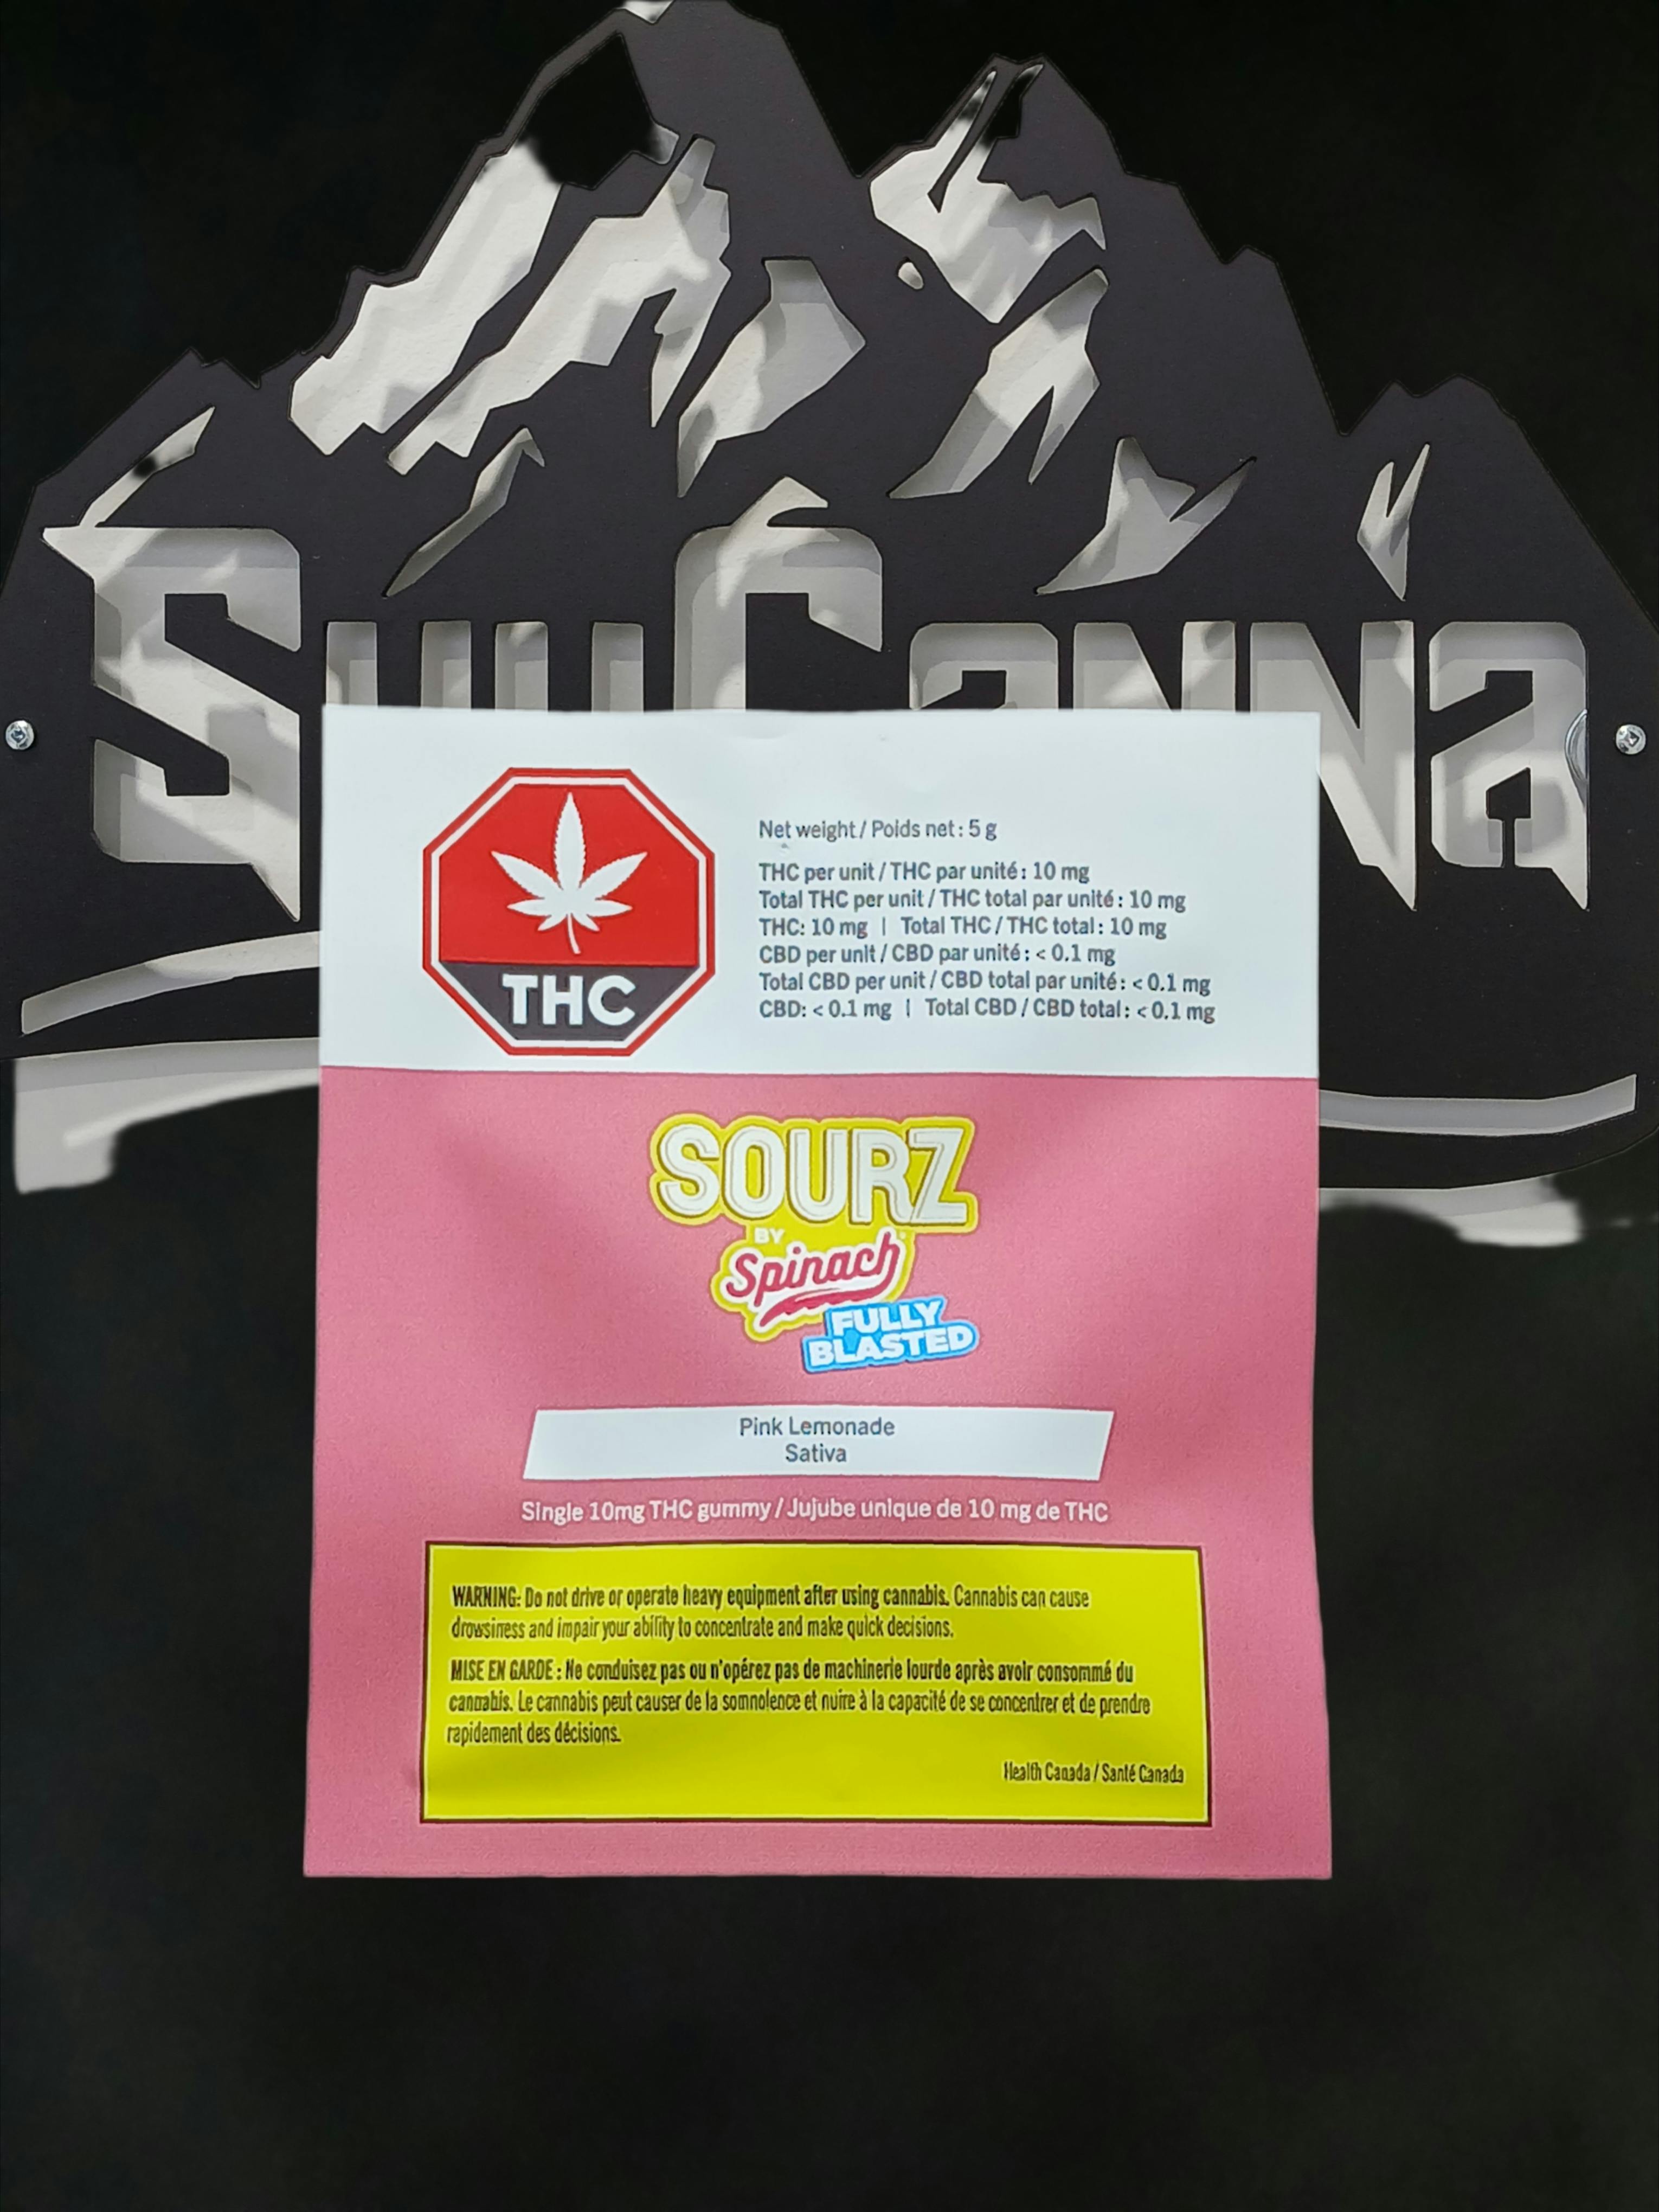 Net weight / Poids net : 5 g
THC per unit / THC par unité : 10 mg
Total THC per unit / THC total par unité : 10 mg
THC: 10 mg | Total THC / THC total : 10 mg
CBD per unit / CBD par unité : < 0.1 mg
Total CBD per unit / CBD total par unité : < 0.1 mg
CBD: < 0.1 mg | Total CBD / CBD total : < 0.1 mg
THC
SOURZ
BY
Spinach
FULLY
BLASTED
Pink Lemonade
Sativa
Single 10mg THC gummy / Jujube unique de 10 mg de THC
WARNING: Do not drive or operate heavy equipment after using cannabis. Cannabis can cause
drowsiness and impair your ability to concentrate and make quick decisions.
MISE EN GARDE : Ne conduisez pas ou n'opérez pas de machinerie lourde après avoir consommé du
cannabis. Le cannabis peut causer de la somnolence et nuire à la capacité de se concentrer et de prendre
rapidement des décisions.
Health Canada / Santé Canada